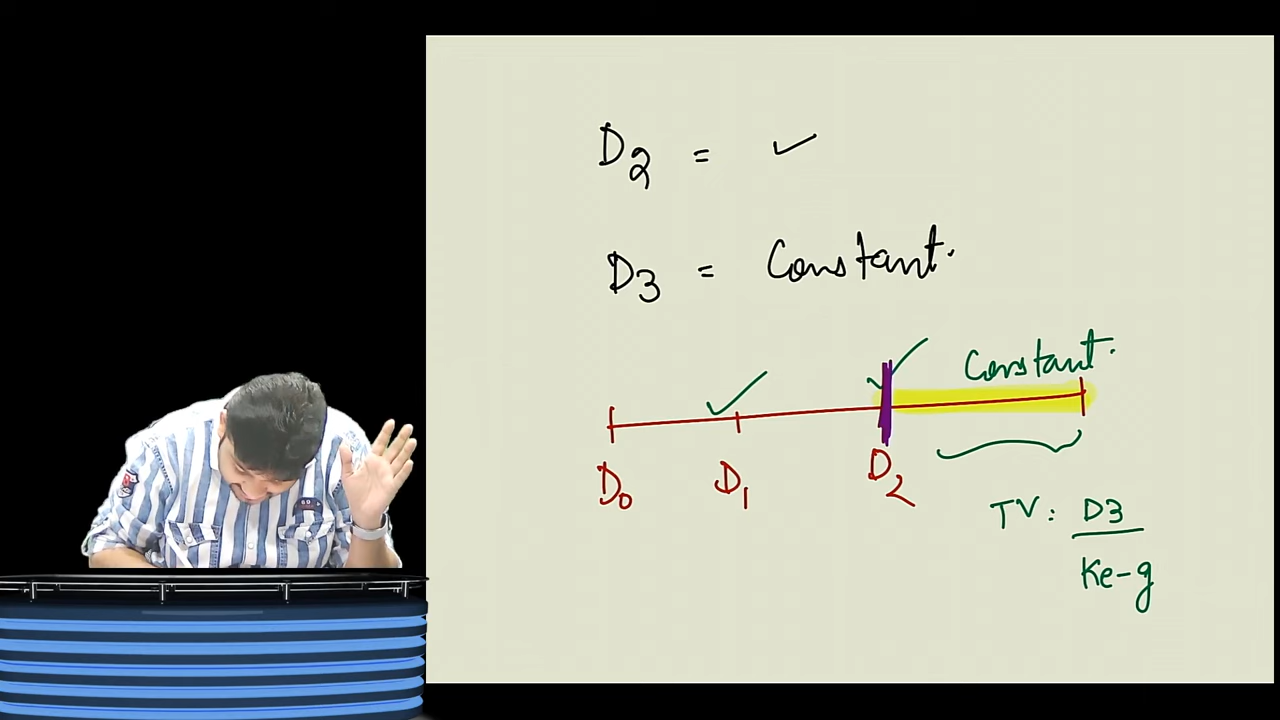 D2 = ✓
D3 = Constant.
Constant.
D0 D1 D2
TV: D3
Ke-g